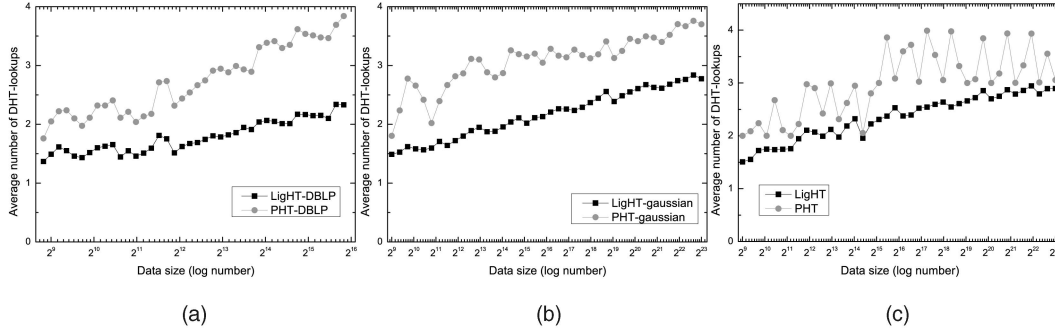 Average number of DHT-lookups
4
3
2
1
0
LigHT-DBLP
PHT-DBLP
2^9 2^10 2^11 2^12 2^13 2^14 2^15 2^16
Data size (log number)
(a)
Average number of DHT-lookups
4
3
2
1
0
LigHT-gaussian
PHT-gaussian
2^9 2^10 2^11 2^12 2^13 2^14 2^15 2^16 2^17 2^18 2^19 2^20 2^21 2^22 2^23
Data size (log number)
(b)
Average number of DHT-lookups
4
3
2
1
LigHT
PHT
2^9 2^10 2^11 2^12 2^13 2^14 2^15 2^16 2^17 2^18 2^19 2^20 2^21 2^22
Data size (log number)
(c)